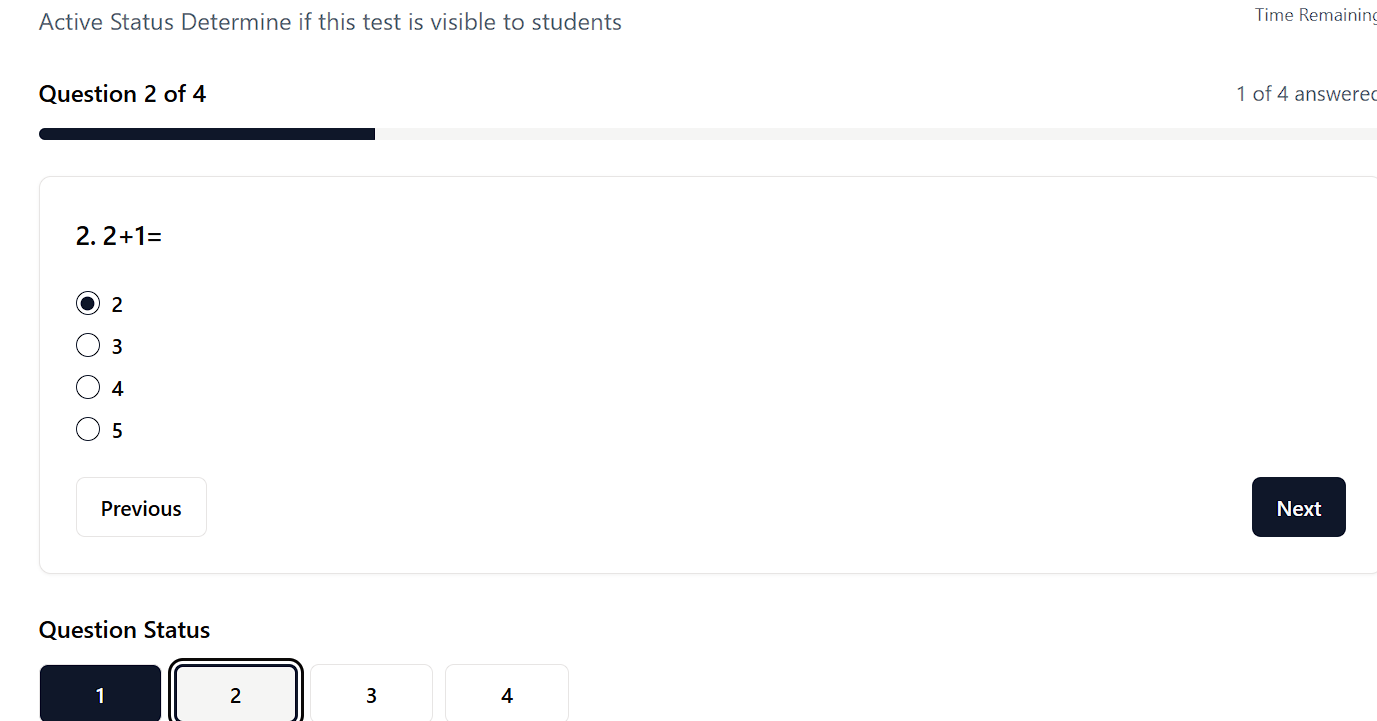 Active Status Determine if this test is visible to students
Time Remaining
Question 2 of 4
1 of 4 answered
2. 2+1=
2
3
4
5
Previous
Next
Question Status
1
2
3
4